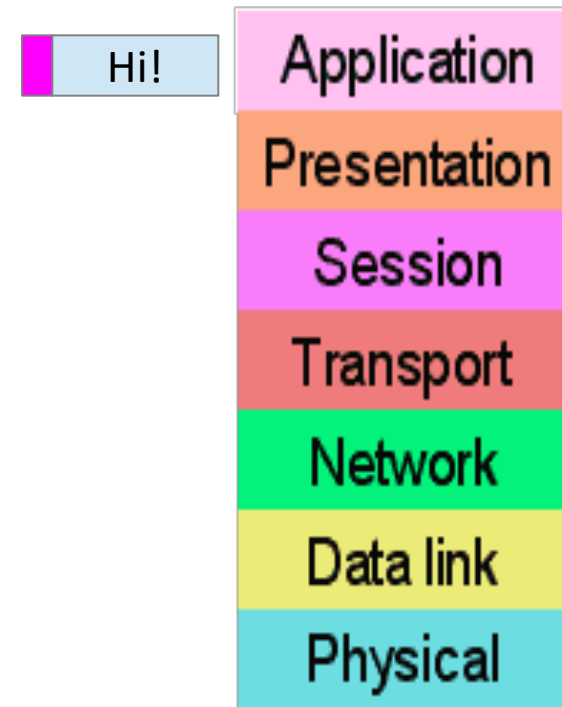 Hi!
Application
Presentation
Session
Transport
Network
Data link
Physical